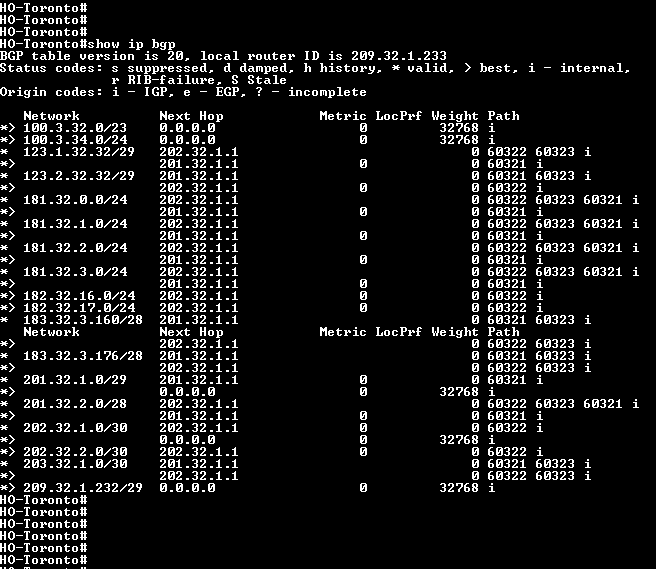 HO-Toronto#
HO-Toronto#
HO-Toronto#
HO-Toronto#show ip bgp
BGP table version is 20, local router ID is 209.32.1.233
Status codes: s suppressed, d damped, h history, * valid, > best, i - internal,
              r RIB-failure, S Stale
Origin codes: i - IGP, e - EGP, ? - incomplete
   Network          Next Hop            Metric LocPrf Weight Path
*> 100.3.32.0/23    0.0.0.0                  0         32768 i
*> 100.3.34.0/24    0.0.0.0                  0         32768 i
*  123.1.32.32/29   202.32.1.1                             0 60322 60323 i
*>                  201.32.1.1               0             0 60321 i
*  123.2.32.32/29   202.32.1.1                             0 60322 60323 i
*>                  202.32.1.1               0             0 60322 i
*  181.32.0.0/24    202.32.1.1                             0 60322 60323 60321 i
*>                  201.32.1.1               0             0 60321 i
*  181.32.1.0/24    202.32.1.1                             0 60322 60323 60321 i
*>                  201.32.1.1               0             0 60321 i
*  181.32.2.0/24    202.32.1.1                             0 60322 60323 60321 i
*>                  201.32.1.1               0             0 60321 i
*  181.32.3.0/24    202.32.1.1                             0 60322 60323 60321 i
*>                  201.32.1.1               0             0 60321 i
*> 182.32.16.0/24   202.32.1.1               0             0 60322 i
*> 182.32.17.0/24   202.32.1.1               0             0 60322 i
*  183.32.3.160/28  201.32.1.1                             0 60321 60323 i
   Network          Next Hop            Metric LocPrf Weight Path
*>                  202.32.1.1                             0 60322 60323 i
*  183.32.3.176/28  201.32.1.1                             0 60321 60323 i
*>                  202.32.1.1                             0 60322 60323 i
*  201.32.1.0/29    201.32.1.1               0             0 60321 i
*>                  0.0.0.0                  0         32768 i
*  201.32.2.0/28    202.32.1.1                             0 60322 60323 60321 i
*>                  201.32.1.1               0             0 60321 i
*  202.32.1.0/30    202.32.1.1               0             0 60322 i
*>                  0.0.0.0                  0         32768 i
*> 202.32.2.0/30    202.32.1.1               0             0 60322 i
*  203.32.1.0/30    201.32.1.1                             0 60321 60323 i
*>                  202.32.1.1                             0 60322 60323 i
*> 209.32.1.232/29  0.0.0.0                  0         32768 i
HO-Toronto#
HO-Toronto#
HO-Toronto#
HO-Toronto#
HO-Toronto#
HO-Toronto#